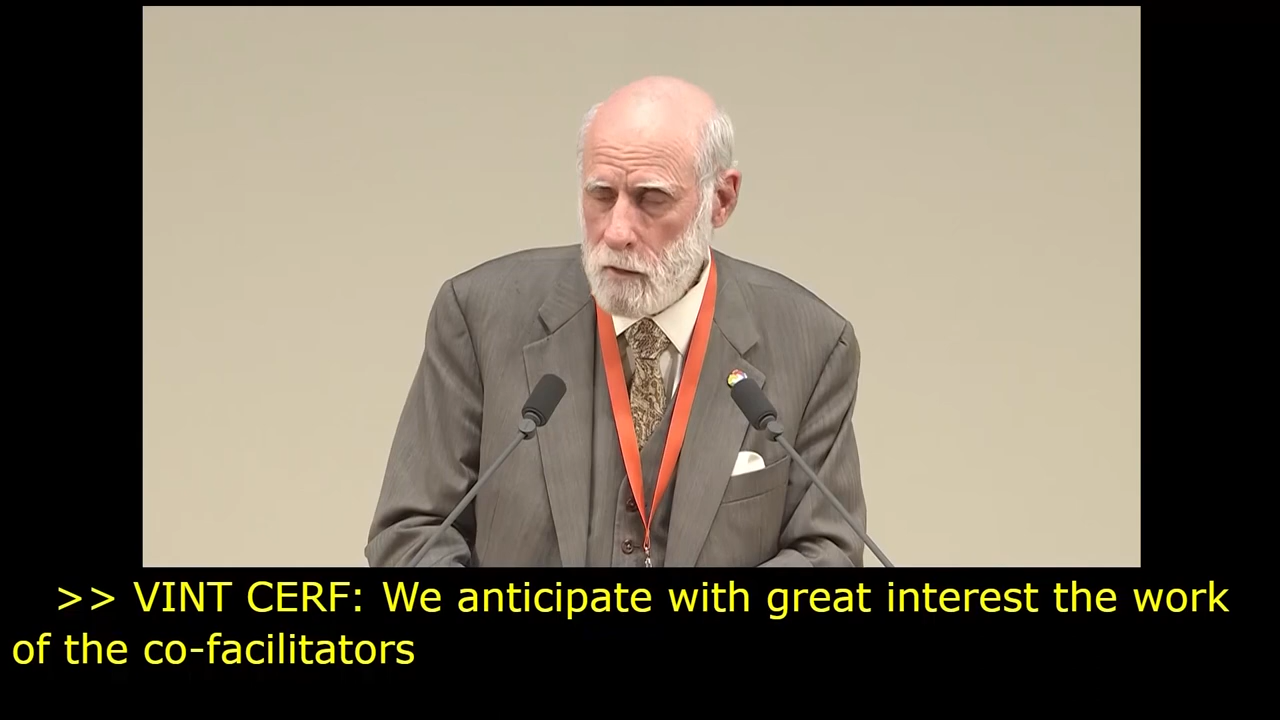 >> VINT CERF: We anticipate with great interest the work
of the co-facilitators